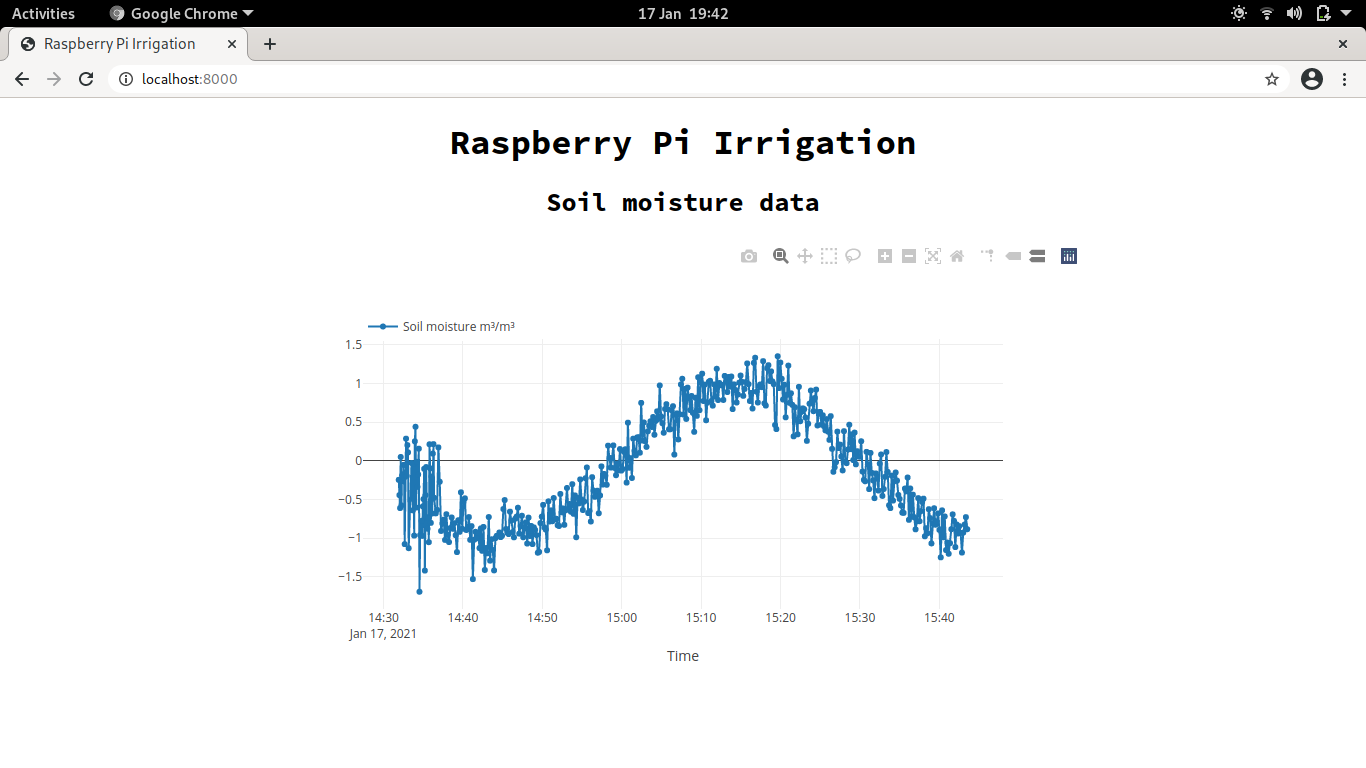 Activities Google Chrome 17 Jan 19:42
Raspberry Pi Irrigation
localhost:8000
Raspberry Pi Irrigation
Soil moisture data
Soil moisture m³/m³
1.5
1
0.5
0
−0.5
−1
−1.5
14:30 14:40 14:50 15:00 15:10 15:20 15:30 15:40
Jan 17, 2021
Time